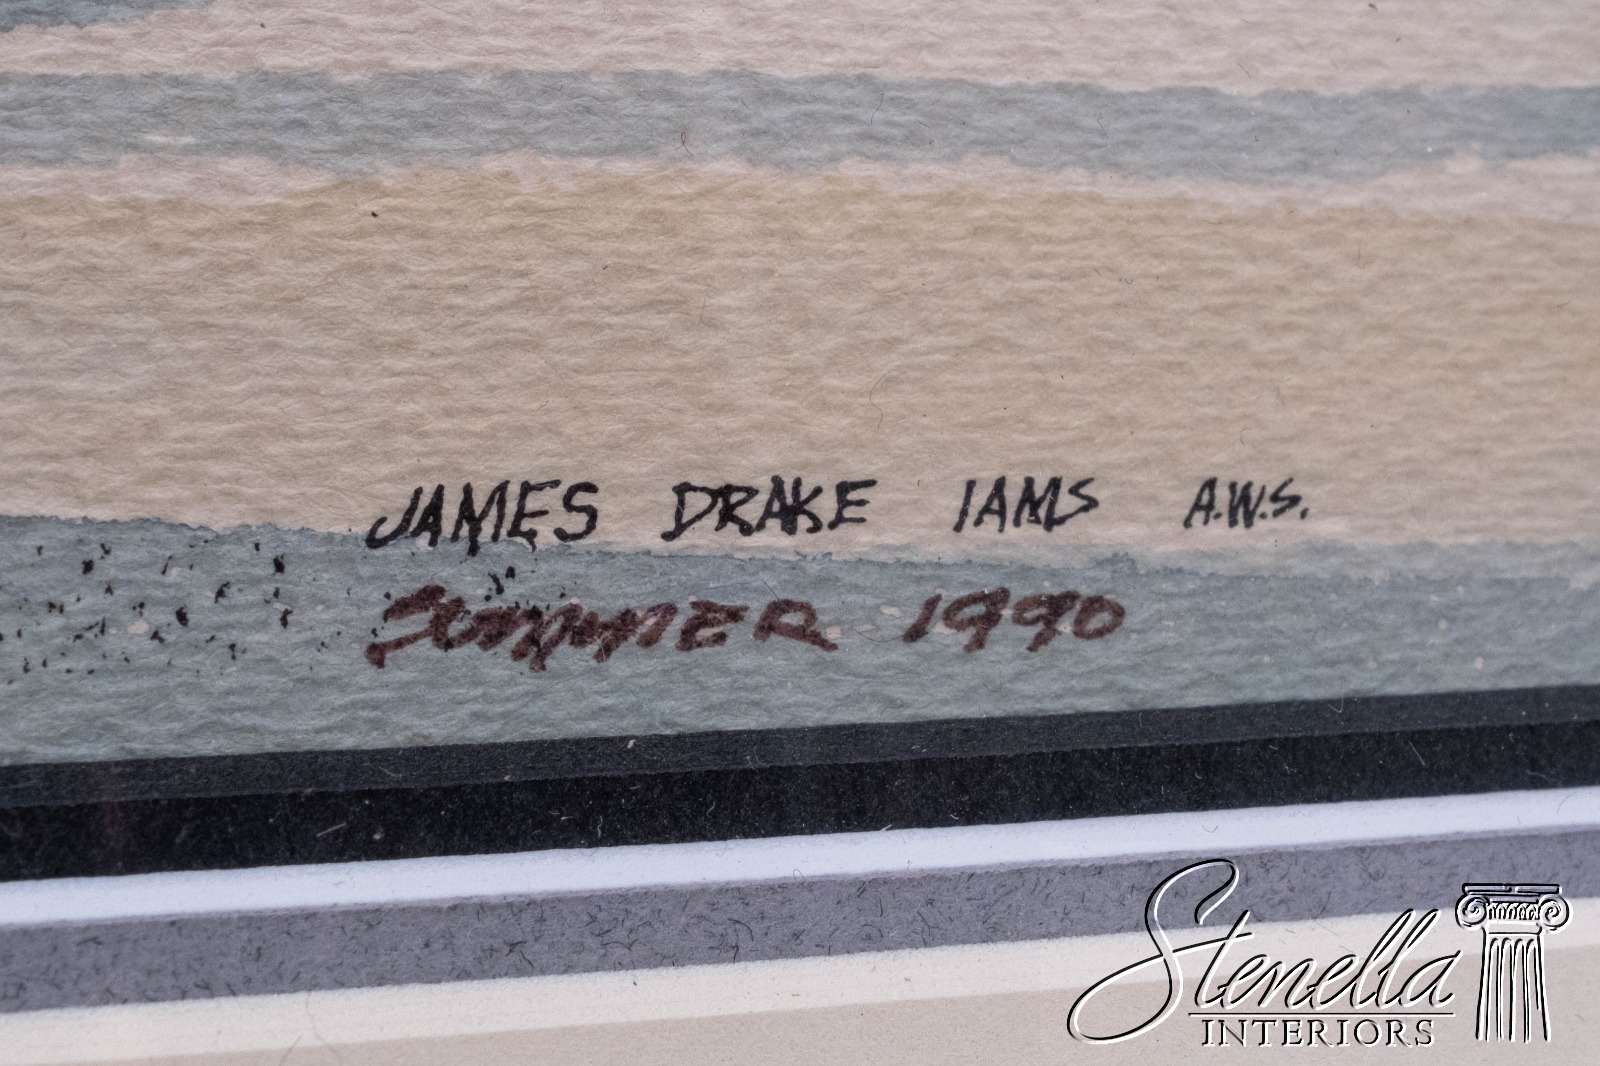 JAMES DRAKE IAMS A.W.S.
SUMMER 1990
Stenella
INTERIORS